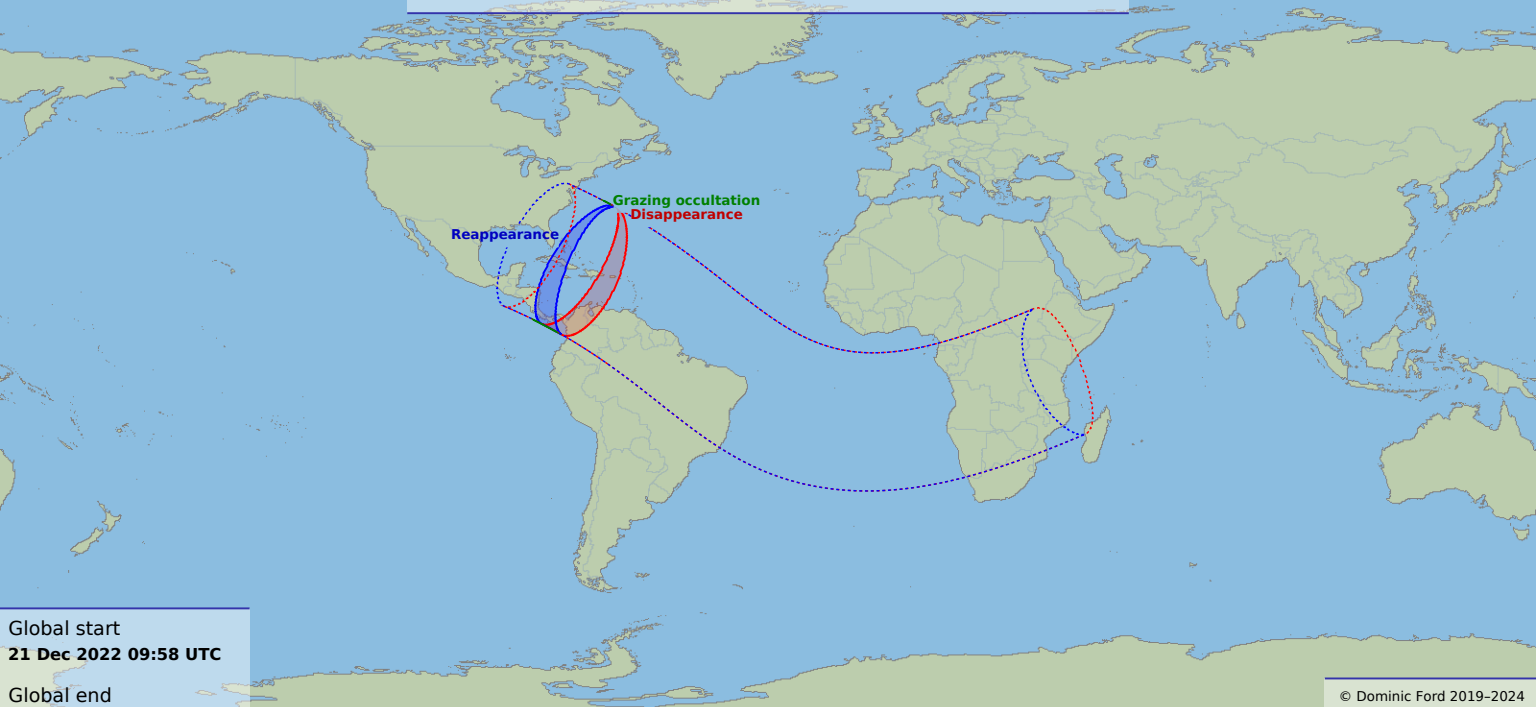 Grazing occultation
Disappearance
Reappearance
Global start
21 Dec 2022 09:58 UTC
Global end
© Dominic Ford 2019–2024